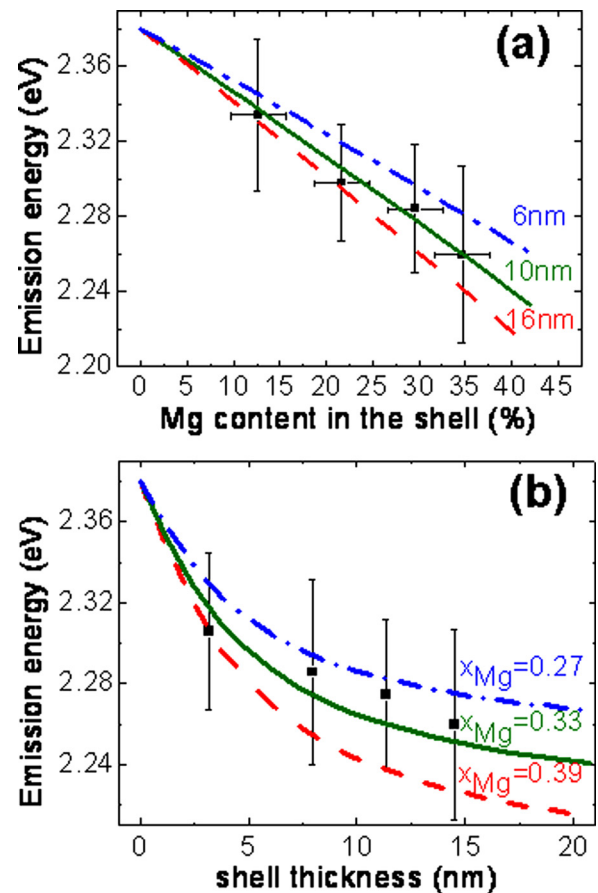 (a)
Emission energy (eV)
2.36
2.32
2.28
2.24
2.20
6nm
10nm
16nm
0 5 10 15 20 25 30 35 40 45
Mg content in the shell (%)
(b)
Emission energy (eV)
2.36
2.32
2.28
2.24
xMg=0.27
xMg=0.33
xMg=0.39
0 5 10 15 20
shell thickness (nm)